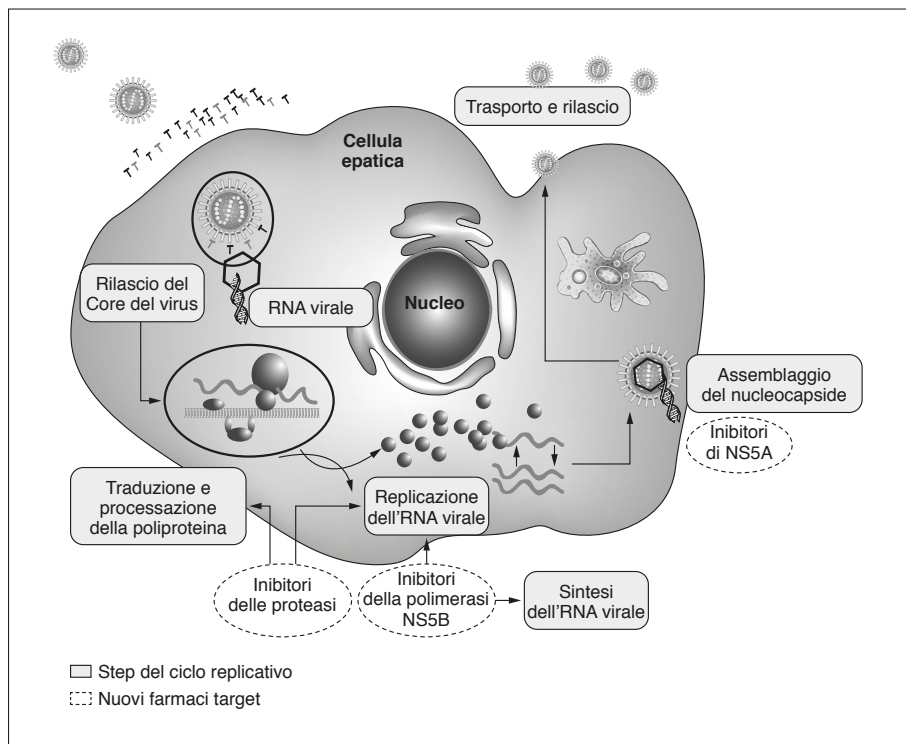 Trasporto e rilascio
Cellula
epatica
Rilascio del
Core del virus
RNA virale
Nucleo
Assemblaggio
del nucleocapside
Inibitori
di NS5A
Traduzione e
processazione
della poliproteina
Replicazione
dell'RNA virale
Inibitori
delle proteasi
Inibitori
della polimerasi
NS5B
Sintesi
dell'RNA virale
Step del ciclo replicativo
Nuovi farmaci target